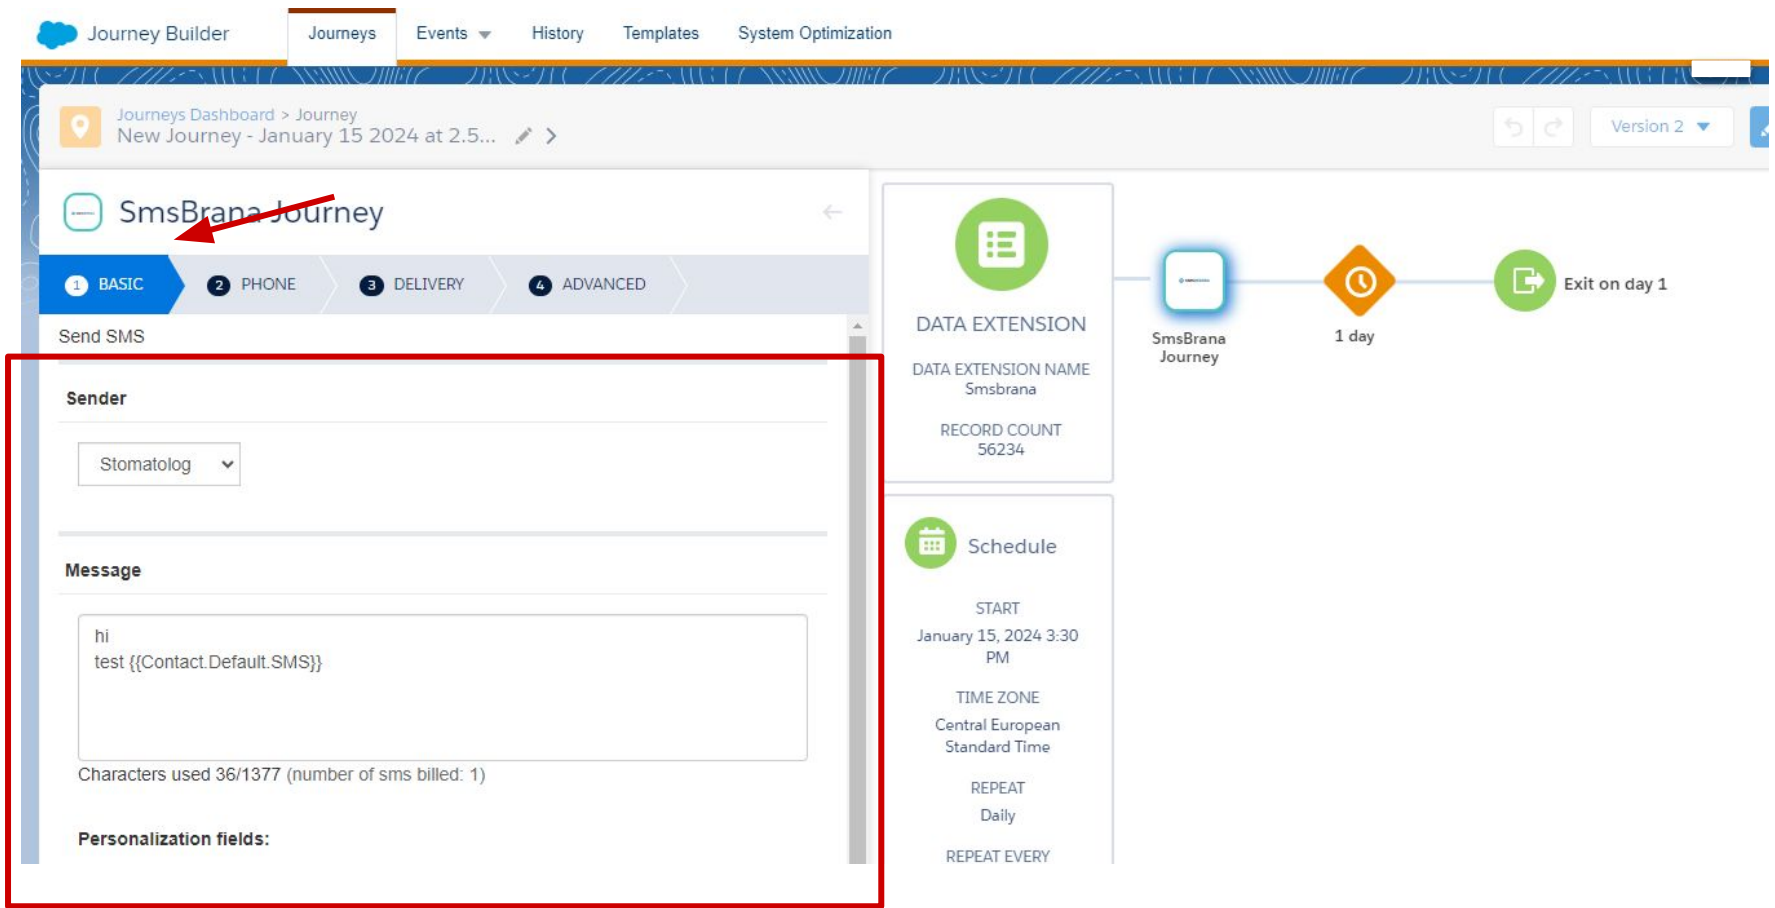 Journey Builder
Journeys
Events
History
Templates
System Optimization
Journeys Dashboard > Journey
New Journey - January 15 2024 at 2.5...
Version 2
SmsBrana Journey
1 BASIC
2 PHONE
3 DELIVERY
4 ADVANCED
Send SMS
Sender
Stomatolog
Message
hi
test {{Contact.Default.SMS}}
Characters used 36/1377 (number of sms billed: 1)
Personalization fields:
DATA EXTENSION
DATA EXTENSION NAME
Smsbrana
RECORD COUNT
56234
Schedule
START
January 15, 2024 3:30
PM
TIME ZONE
Central European
Standard Time
REPEAT
Daily
REPEAT EVERY
SmsBrana
Journey
1 day
Exit on day 1